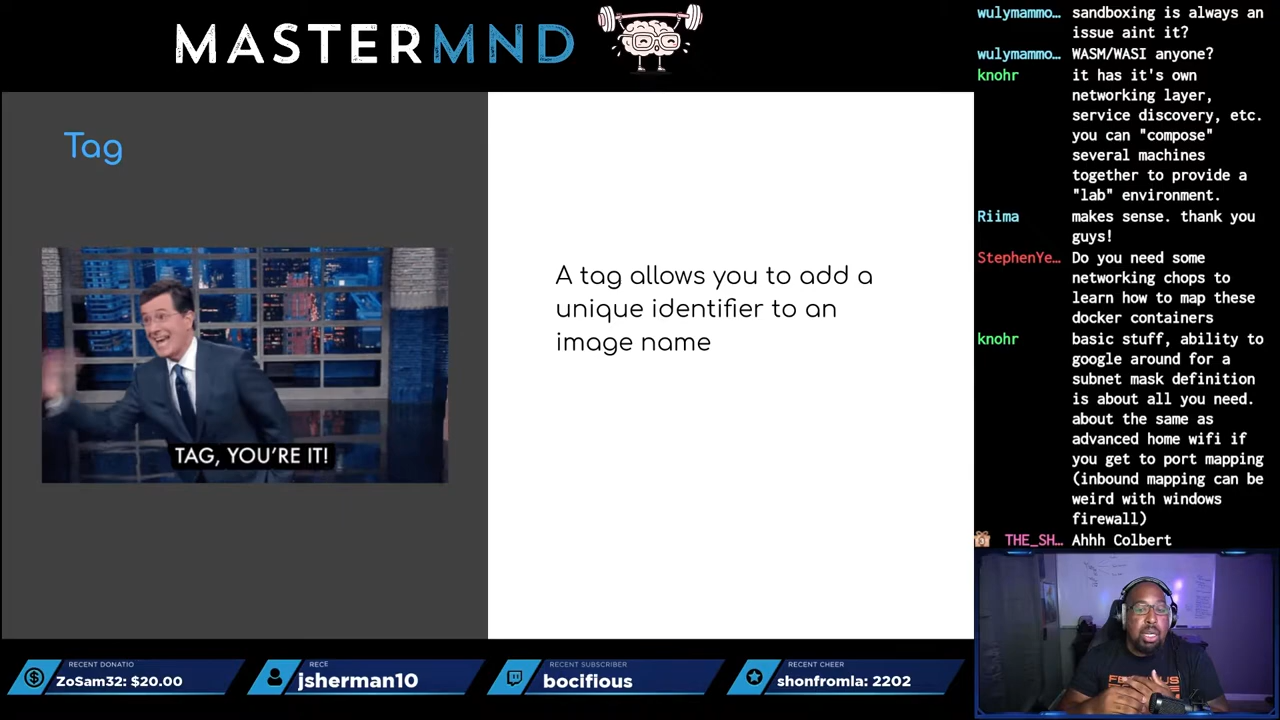 MASTERMND
Tag
TAG, YOU'RE IT!
A tag allows you to add a
unique identifier to an
image name
wulymammo… sandboxing is always an
issue aint it?
wulymammo… WASM/WASI anyone?
knohr it has it's own
networking layer,
service discovery, etc.
you can "compose"
several machines
together to provide a
"lab" environment.
Riima makes sense. thank you
guys!
StephenYe… Do you need some
networking chops to
learn how to map these
docker containers
knohr basic stuff, ability to
google around for a
subnet mask definition
is about all you need.
about the same as
advanced home wifi if
you get to port mapping
(inbound mapping can be
weird with windows
firewall)
THE_SH… Ahhh Colbert
RECENT DONATIO
ZoSam32: $20.00
RECE
jsherman10
RECENT SUBSCRIBER
bocifious
RECENT CHEER
shonfromla: 2202